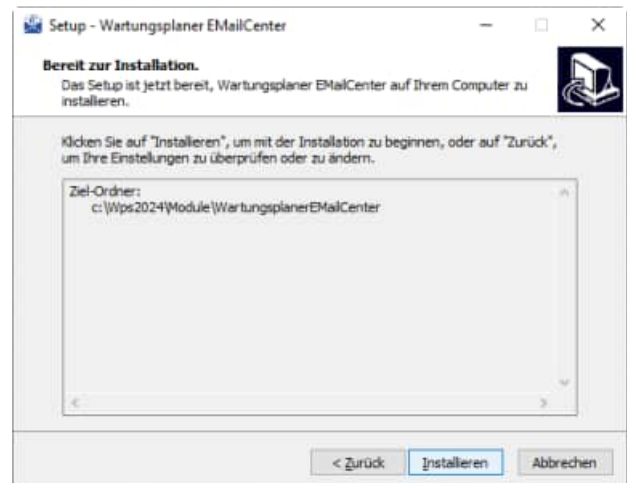 Setup - Wartungsplaner EMailCenter
Bereit zur Installation.
Das Setup ist jetzt bereit, Wartungsplaner EMailCenter auf Ihrem Computer zu
installieren.
Klicken Sie auf "Installieren", um mit der Installation zu beginnen, oder auf "Zurück",
um Ihre Einstellungen zu überprüfen oder zu ändern.
Ziel-Ordner:
c:\Wps2024\Module\WartungsplanerEMailCenter
< Zurück
Installieren
Abbrechen